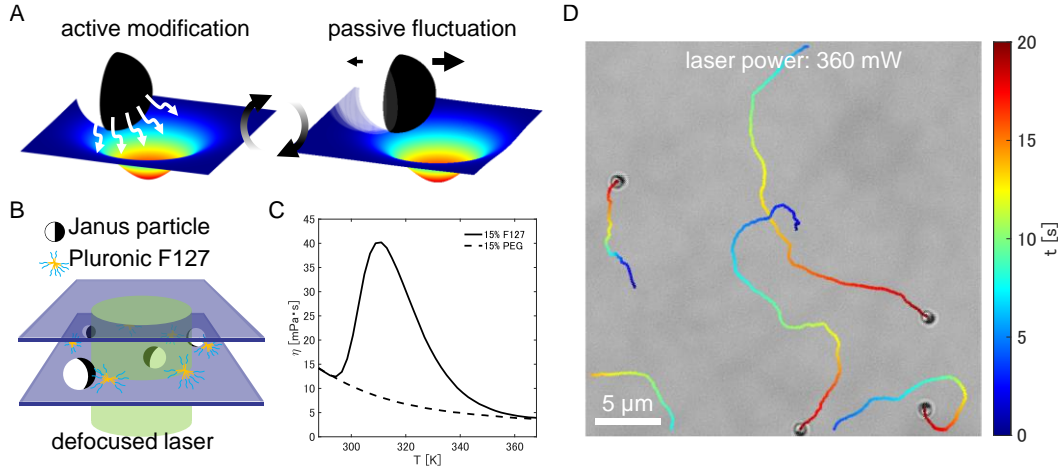 A
active modification
passive fluctuation
B
Janus particle
Pluronic F127
defocused laser
C
η [mPa·s]
45
40
35
30
25
20
15
10
5
0
15% F127
15% PEG
300
320
340
360
T [K]
D
laser power: 360 mW
5 μm
20
15
10
5
0
t [s]